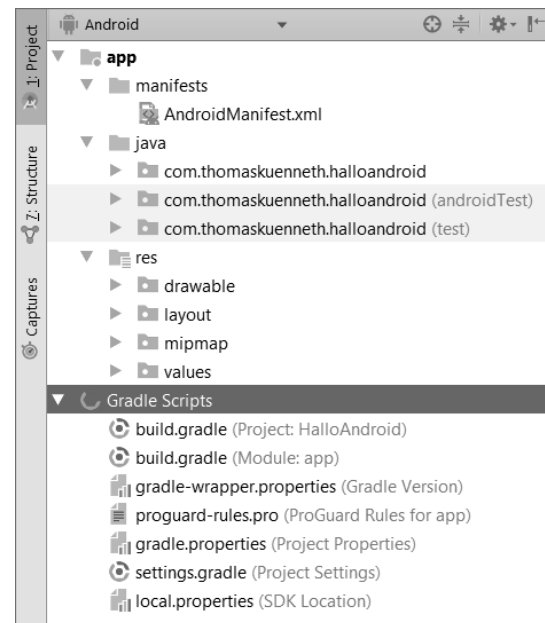 Android
1: Project
7: Structure
Captures
app
manifests
AndroidManifest.xml
java
com.thomaskuenneth.halloandroid
com.thomaskuenneth.halloandroid (androidTest)
com.thomaskuenneth.halloandroid (test)
res
drawable
layout
mipmap
values
Gradle Scripts
build.gradle (Project: HalloAndroid)
build.gradle (Module: app)
gradle-wrapper.properties (Gradle Version)
proguard-rules.pro (ProGuard Rules for app)
gradle.properties (Project Properties)
settings.gradle (Project Settings)
local.properties (SDK Location)